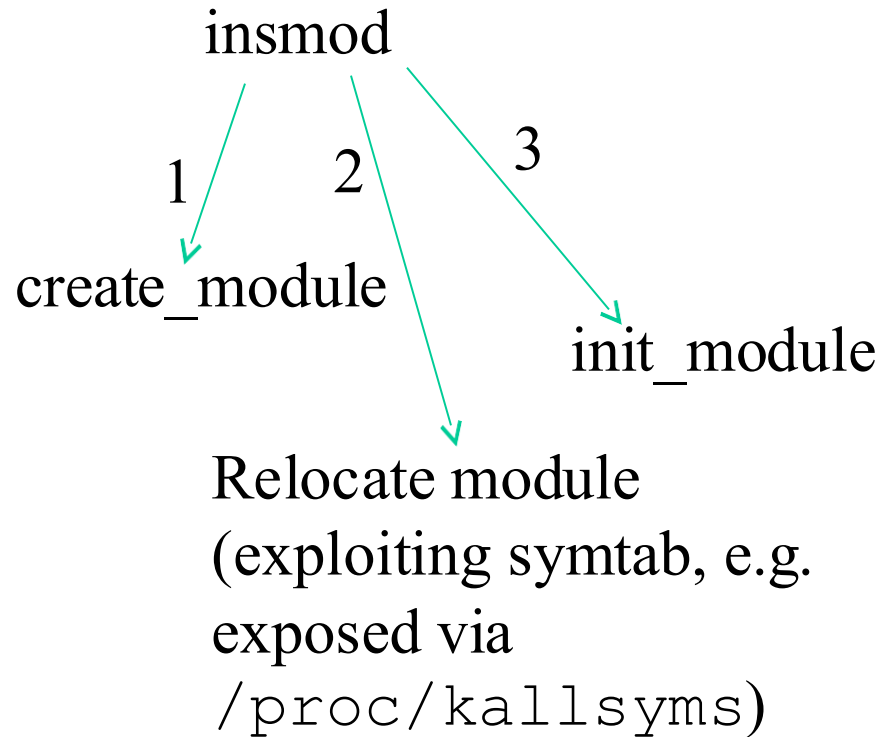 insmod
1
2
3
create_module
init_module
Relocate module
(exploiting symtab, e.g.
exposed via
/proc/kallsyms)